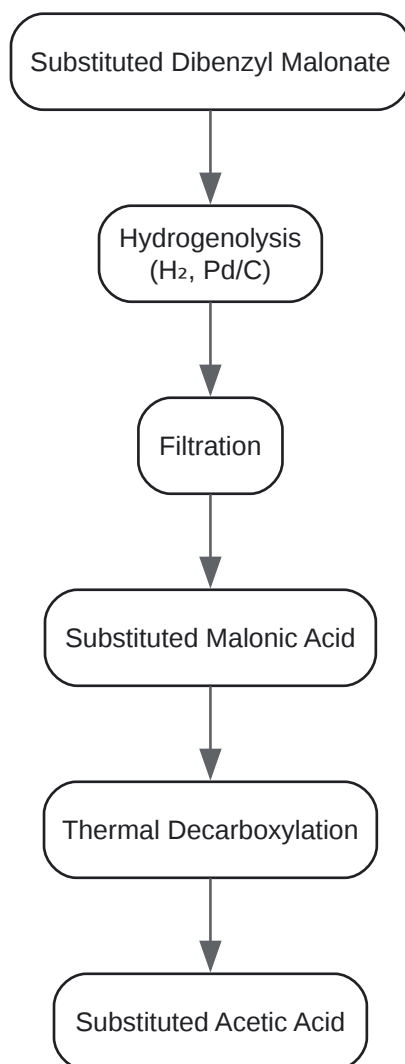 Substituted Dibenzyl Malonate
Hydrogenolysis
(H₂, Pd/C)
Filtration
Substituted Malonic Acid
Thermal Decarboxylation
Substituted Acetic Acid